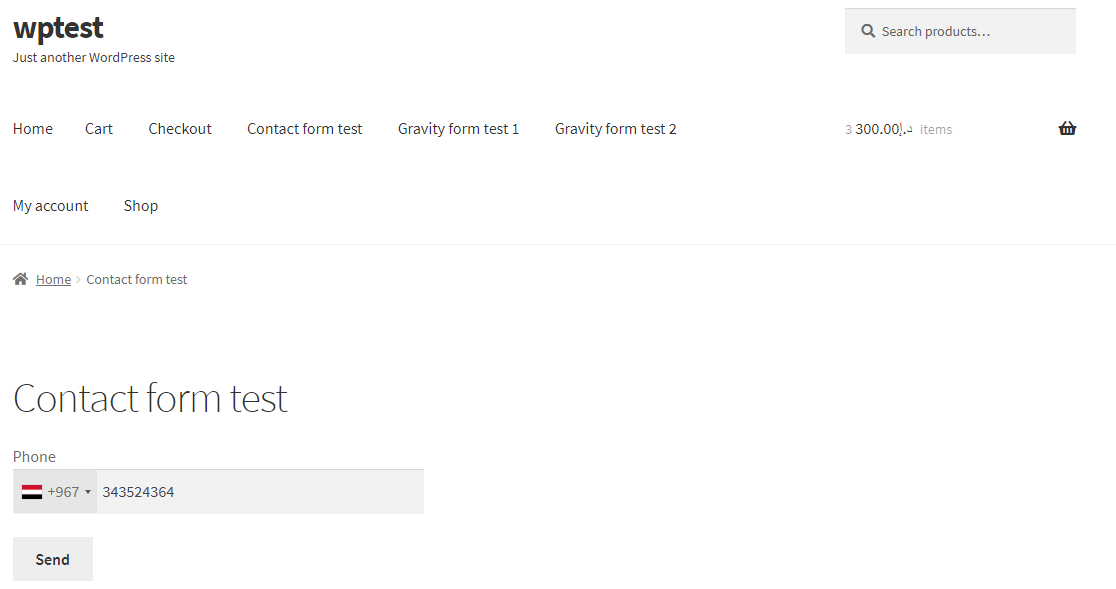 wptest
Just another WordPress site
Search products…
Home Cart Checkout Contact form test Gravity form test 1 Gravity form test 2
3 300.00د.إ items
My account Shop
Home › Contact form test
Contact form test
Phone
+967 343524364
Send